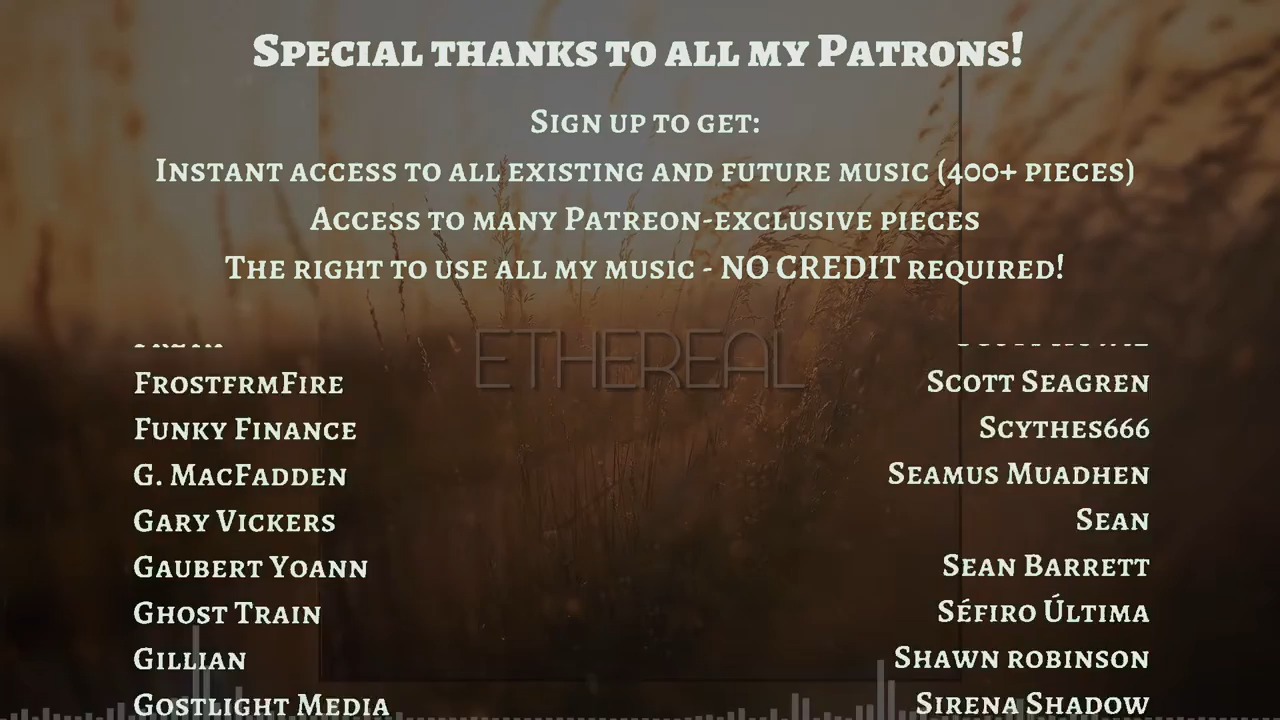 Special thanks to all my Patrons!
Sign up to get:
Instant access to all existing and future music (400+ pieces)
Access to many Patreon-exclusive pieces
The right to use all my music - NO CREDIT required!
ETHEREAL
FrostfrmFire
Funky Finance
G. MacFadden
Gary Vickers
Gaubert Yoann
Ghost Train
Gillian
Gostlight Media
Scott Seagren
Scythes666
Seamus Muadhen
Sean
Sean Barrett
Séfiro Última
Shawn robinson
Sirena Shadow